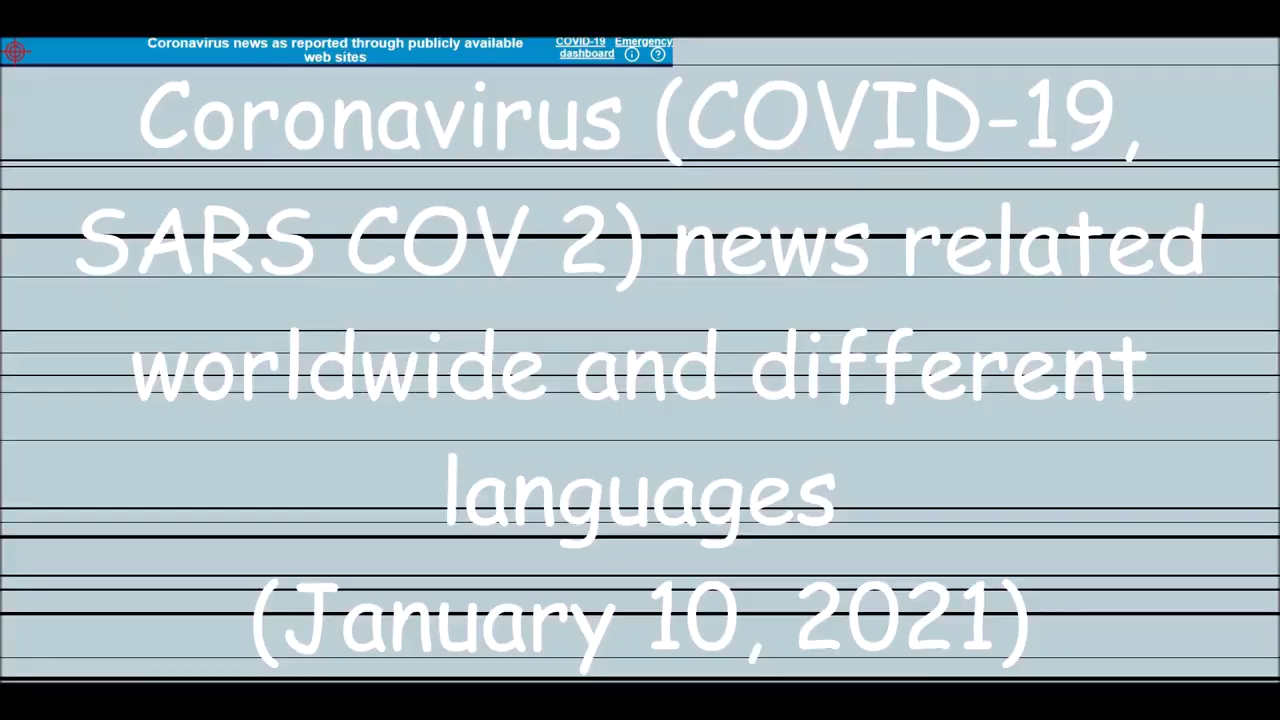 Coronavirus news as reported through publicly available
web sites
COVID-19
dashboard
Emergency
Coronavirus (COVID-19,
SARS COV 2) news related
worldwide and different
languages
(January 10, 2021)